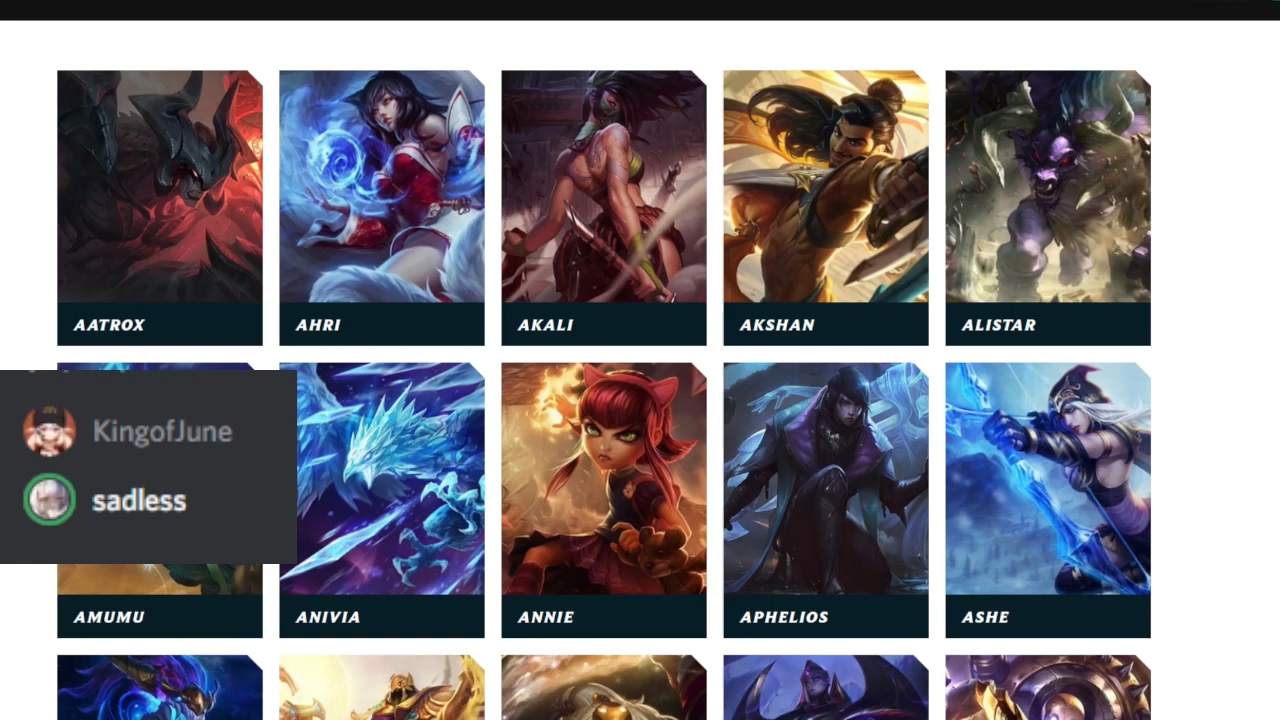 AATROX
AHRI
AKALI
AKSHAN
ALISTAR
KingofJune
sadless
AMUMU
ANIVIA
ANNIE
APHELIOS
ASHE